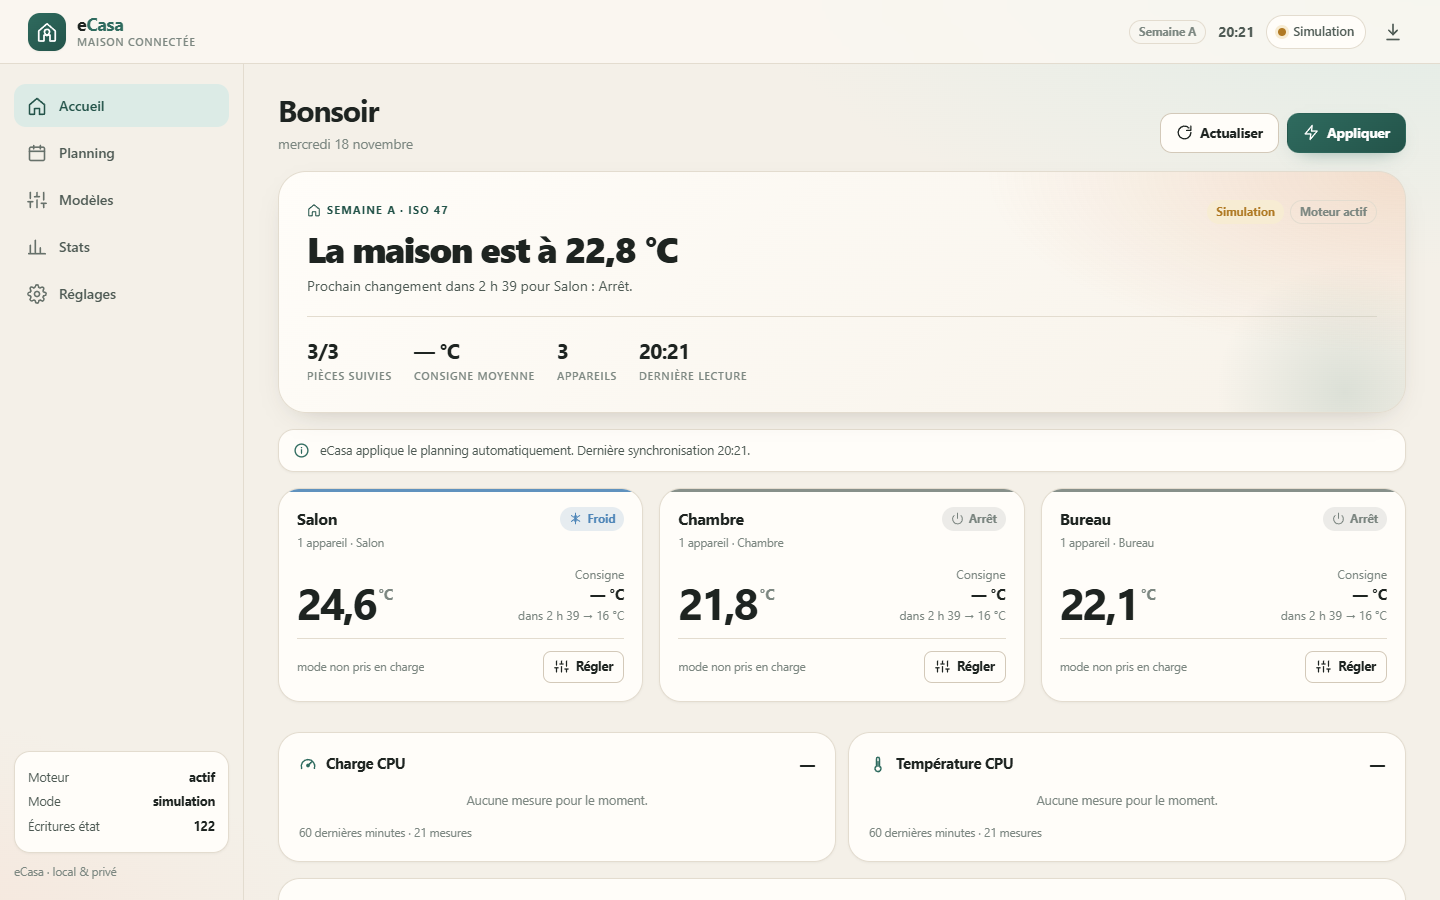 eCasa
MAISON CONNECTÉE
Semaine A
20:21
Simulation
Accueil
Planning
Modèles
Stats
Réglages
Moteur actif
Mode simulation
Écritures état 122
eCasa · local & privé
Bonsoir
mercredi 18 novembre
Actualiser
Appliquer
SEMAINE A · ISO 47
Simulation
Moteur actif
La maison est à 22,8 °C
Prochain changement dans 2 h 39 pour Salon : Arrêt.
3/3
PIÈCES SUIVIES
— °C
CONSIGNE MOYENNE
3
APPAREILS
20:21
DERNIÈRE LECTURE
eCasa applique le planning automatiquement. Dernière synchronisation 20:21.
Salon
Froid
1 appareil · Salon
24,6 °C
Consigne
— °C
dans 2 h 39 → 16 °C
mode non pris en charge
Régler
Chambre
Arrêt
1 appareil · Chambre
21,8 °C
Consigne
— °C
dans 2 h 39 → 16 °C
mode non pris en charge
Régler
Bureau
Arrêt
1 appareil · Bureau
22,1 °C
Consigne
— °C
dans 2 h 39 → 16 °C
mode non pris en charge
Régler
Charge CPU
—
Aucune mesure pour le moment.
60 dernières minutes · 21 mesures
Température CPU
—
Aucune mesure pour le moment.
60 dernières minutes · 21 mesures